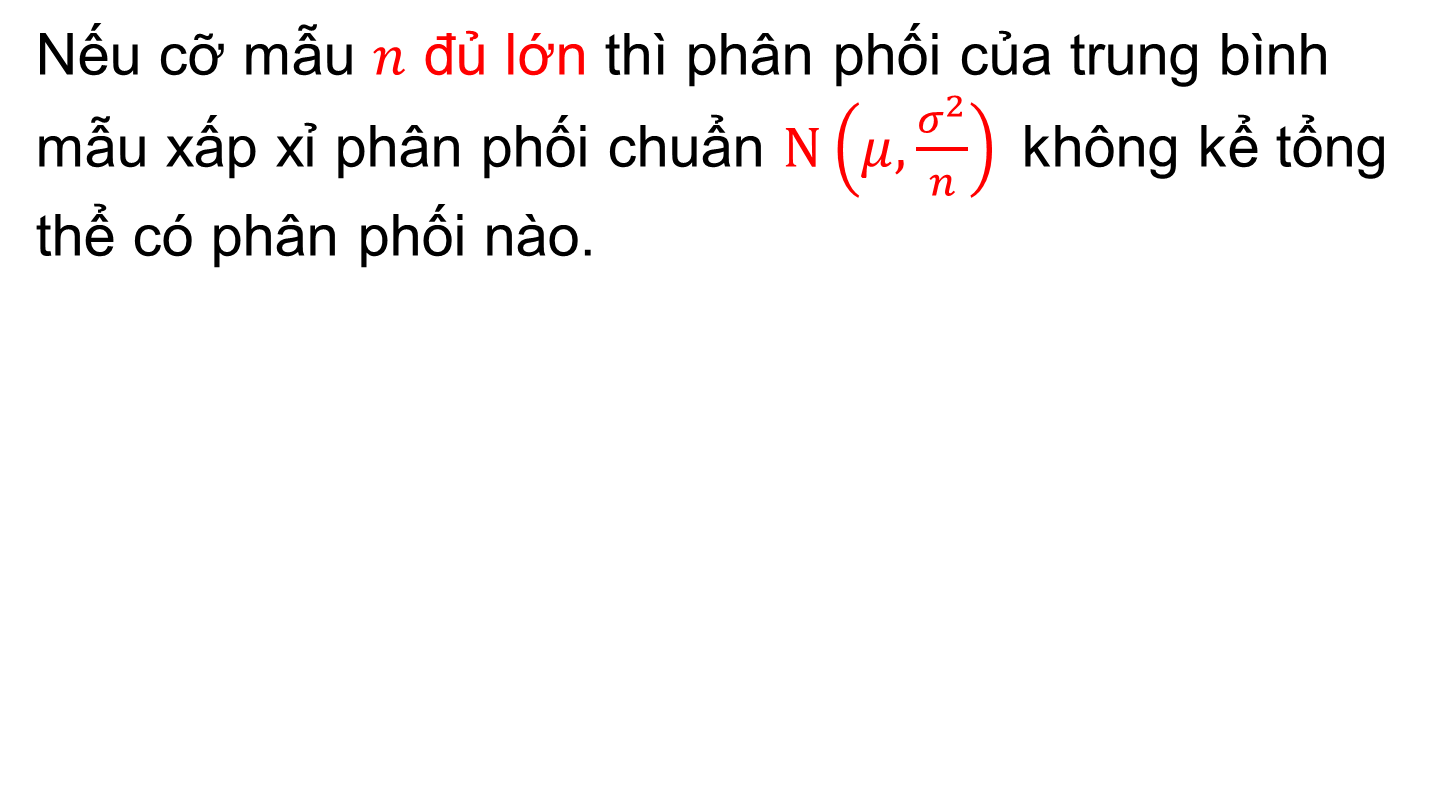 Nếu cỡ mẫu n đủ lớn thì phân phối của trung bình
mẫu xấp xỉ phân phối chuẩn N(μ, σ²/n) không kể tổng
thể có phân phối nào.